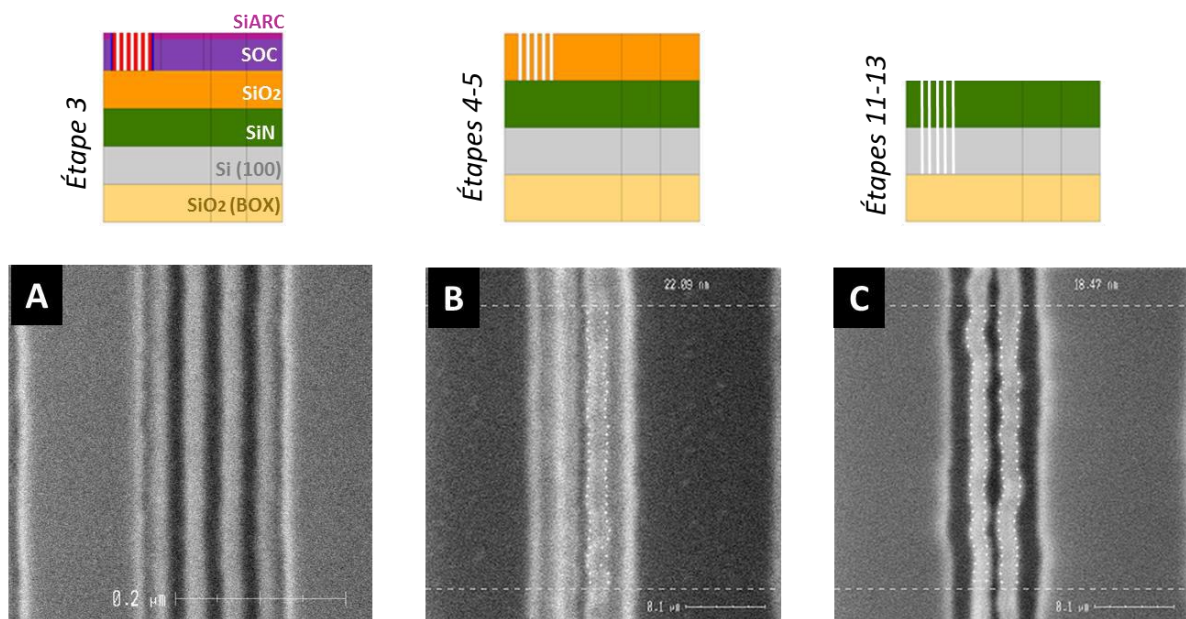 SiARC
SOC
SiO2
SiN
Si (100)
SiO2 (BOX)
Étape 3
Étapes 4-5
Étapes 11-13
A
0.2 µm
B
22.09 nm
0.1 µm
C
18.47 nm
0.1 µm